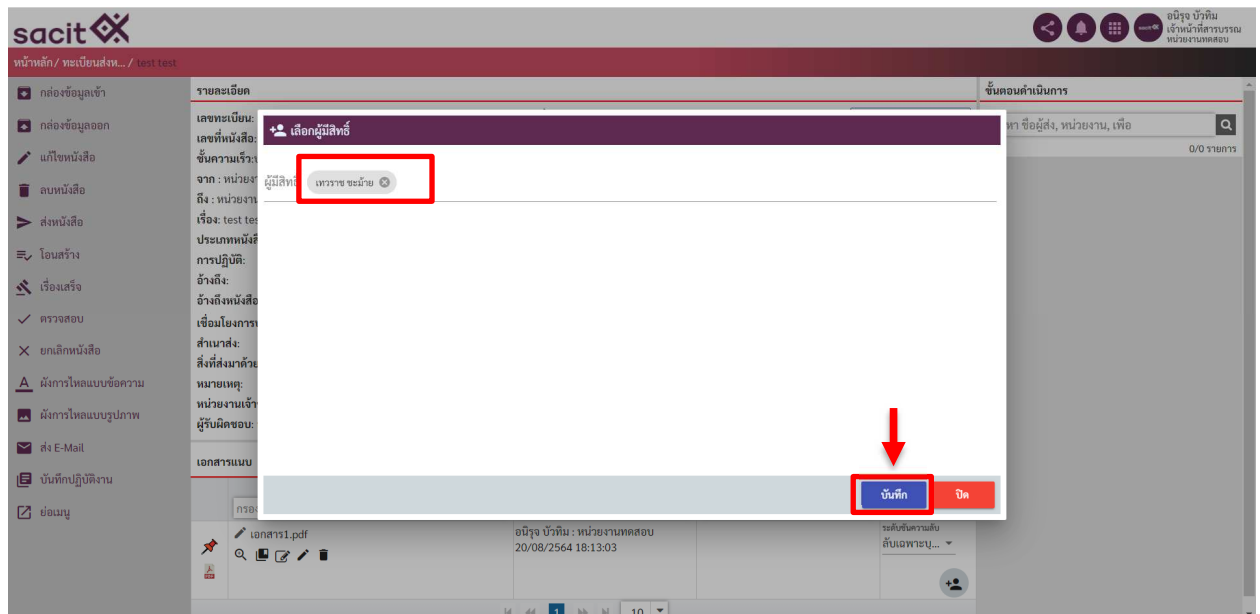 sacit
อนิรุจ บัวทิม
เจ้าหน้าที่สารบรรณ
หน่วยงานทดสอบ
หน้าหลัก / ทะเบียนส่งห... / test test
กล่องข้อมูลเข้า
กล่องข้อมูลออก
แก้ไขหนังสือ
ลบหนังสือ
ส่งหนังสือ
โอนสร้าง
เรื่องเสร็จ
ตรวจสอบ
ยกเลิกหนังสือ
ผังการไหลแบบข้อความ
ผังการไหลแบบรูปภาพ
ส่ง E-Mail
บันทึกปฏิบัติงาน
ย่อเมนู
รายละเอียด
เลขทะเบียน:
เลขที่หนังสือ:
ชั้นความเร็ว:
จาก : หน่วยง
ถึง : หน่วยงาน
เรื่อง: test tes
ประเภทหนังสื
การปฏิบัติ:
อ้างถึง:
อ้างถึงหนังสือ
เชื่อมโยงการ
สำเนาส่ง:
สิ่งที่ส่งมาด้วย
หมายเหตุ:
หน่วยงานเจ้า
ผู้รับผิดชอบ:
เลือกผู้มีสิทธิ์
ผู้มีสิทธิ์ เทวราช ชะม้าย
บันทึก ปิด
เอกสารแนบ
กรอง
เอกสาร1.pdf
อนิรุจ บัวทิม : หน่วยงานทดสอบ
20/08/2564 18:13:03
ระดับชั้นความลับ
ลับเฉพาะบุ...
1 10
ขั้นตอนดำเนินการ
หา ชื่อผู้ส่ง, หน่วยงาน, เพื่อ
0/0 รายการ